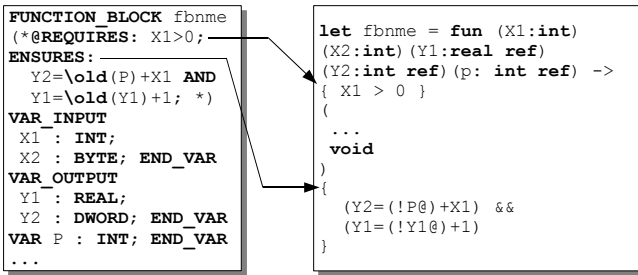 FUNCTION_BLOCK fbnme
(*@REQUIRES: X1>0;
ENSURES:
Y2=\old(P)+X1 AND
Y1=\old(Y1)+1; *)
VAR_INPUT
X1 : INT;
X2 : BYTE; END_VAR
VAR_OUTPUT
Y1 : REAL;
Y2 : DWORD; END_VAR
VAR P : INT; END_VAR
...
let fbnme = fun (X1:int)
(X2:int)(Y1:real ref)
(Y2:int ref)(p: int ref) ->
{ X1 > 0 }
(
...
void
)
{
(Y2=(!P@)+X1) &&
(Y1=(!Y1@)+1)
}